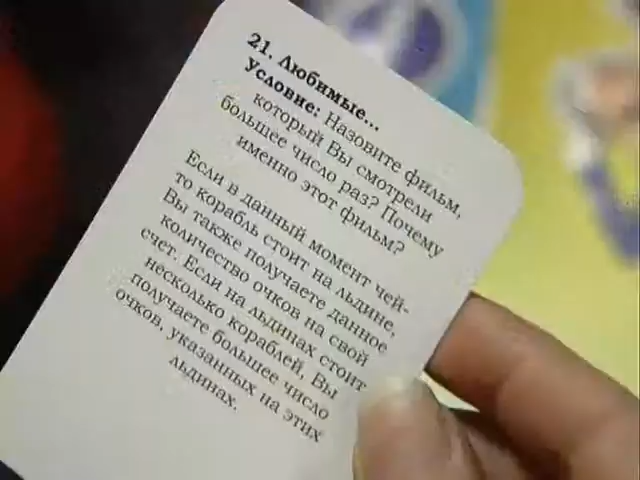 21. Любимые...
Условие: Назовите фильм,
который Вы смотрели
большее число раз? Почему
именно этот фильм?
Если в данный момент чей-
то корабль стоит на льдине,
Вы также получаете данное
количество очков на свой
счет. Если на льдинах стоит
несколько кораблей, Вы
получаете большее число
очков, указанных на этих
льдинах.